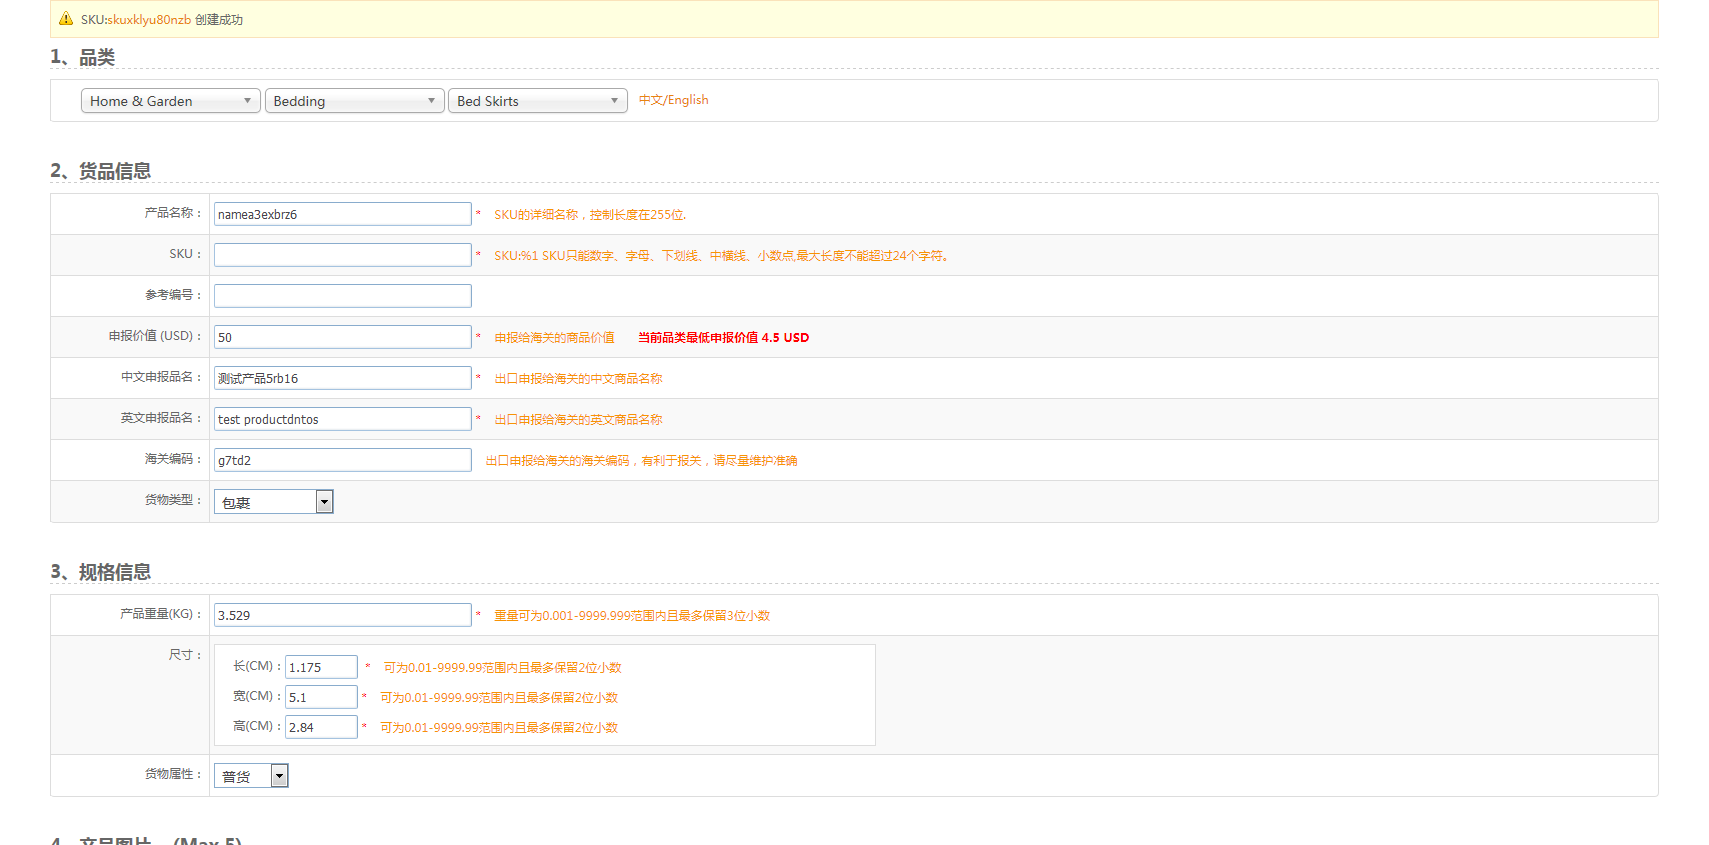 SKU:skuxklyu80nzb 创建成功
1、品类
Home & Garden Bedding Bed Skirts 中文/English
2、货品信息
产品名称： namea3exbrz6 * SKU的详细名称，控制长度在255位.
SKU： * SKU:%1 SKU只能数字、字母、下划线、中横线、小数点,最大长度不能超过24个字符。
参考编号：
申报价值 (USD)： 50 * 申报给海关的商品价值 当前品类最低申报价值 4.5 USD
中文申报品名： 测试产品5rb16 * 出口申报给海关的中文商品名称
英文申报品名： test productdntos * 出口申报给海关的英文商品名称
海关编码： g7td2 出口申报给海关的海关编码，有利于报关，请尽量维护准确
货物类型： 包裹
3、规格信息
产品重量(KG)： 3.529 * 重量可为0.001-9999.999范围内且最多保留3位小数
尺寸：
长(CM)： 1.175 * 可为0.01-9999.99范围内且最多保留2位小数
宽(CM)： 5.1 * 可为0.01-9999.99范围内且最多保留2位小数
高(CM)： 2.84 * 可为0.01-9999.99范围内且最多保留2位小数
货物属性： 普货
4、产品图片 (Max 5)